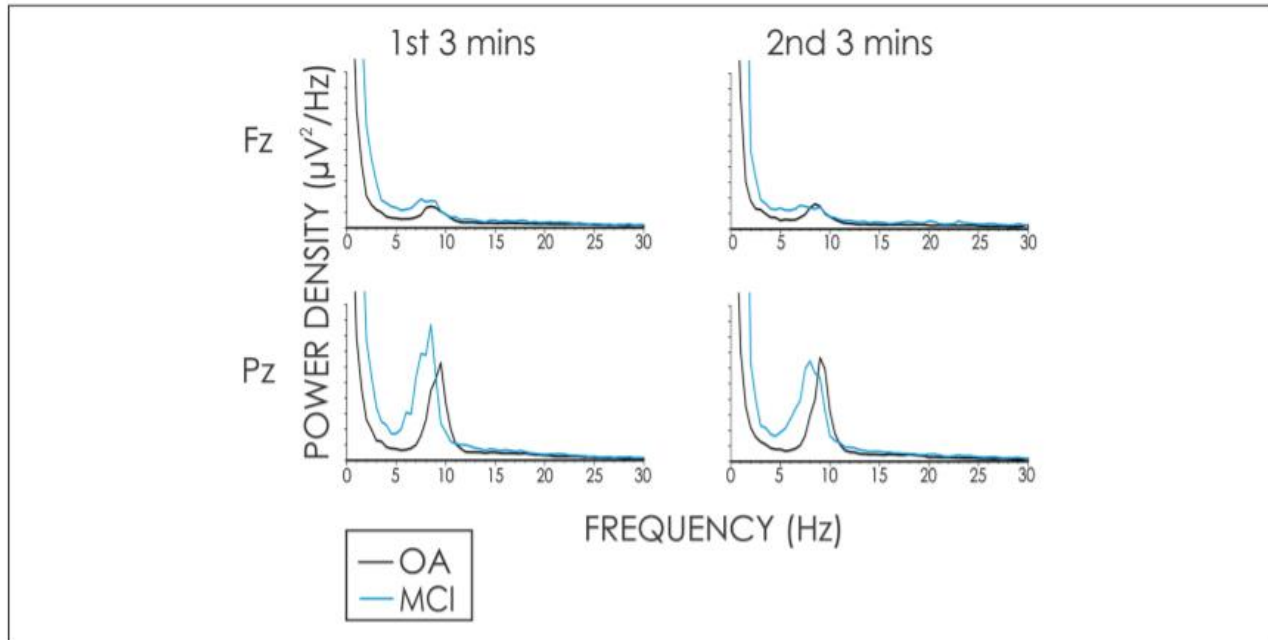 1st 3 mins
2nd 3 mins
Fz
POWER DENSITY (µV²/Hz)
0 5 10 15 20 25 30
0 5 10 15 20 25 30
Pz
0 5 10 15 20 25 30
0 5 10 15 20 25 30
FREQUENCY (Hz)
OA
MCI